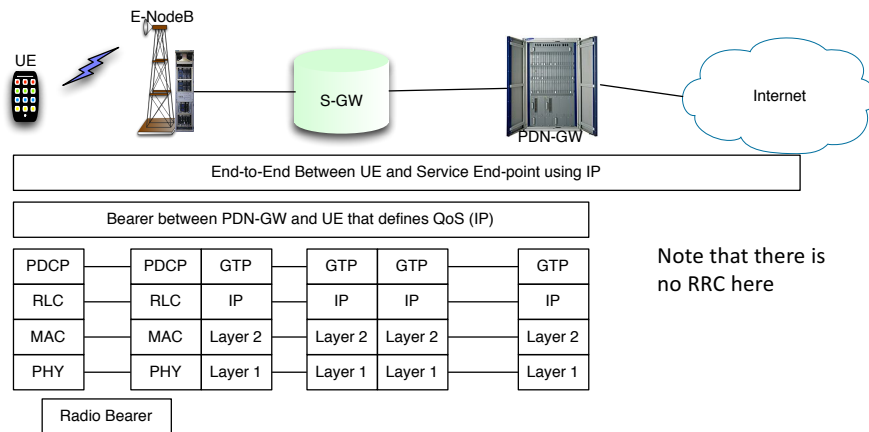 E-NodeB
UE
S-GW
PDN-GW
Internet
End-to-End Between UE and Service End-point using IP
Bearer between PDN-GW and UE that defines QoS (IP)
PDCP PDCP GTP GTP GTP GTP
RLC RLC IP IP IP IP
MAC MAC Layer 2 Layer 2 Layer 2 Layer 2
PHY PHY Layer 1 Layer 1 Layer 1 Layer 1
Radio Bearer
Note that there is
no RRC here